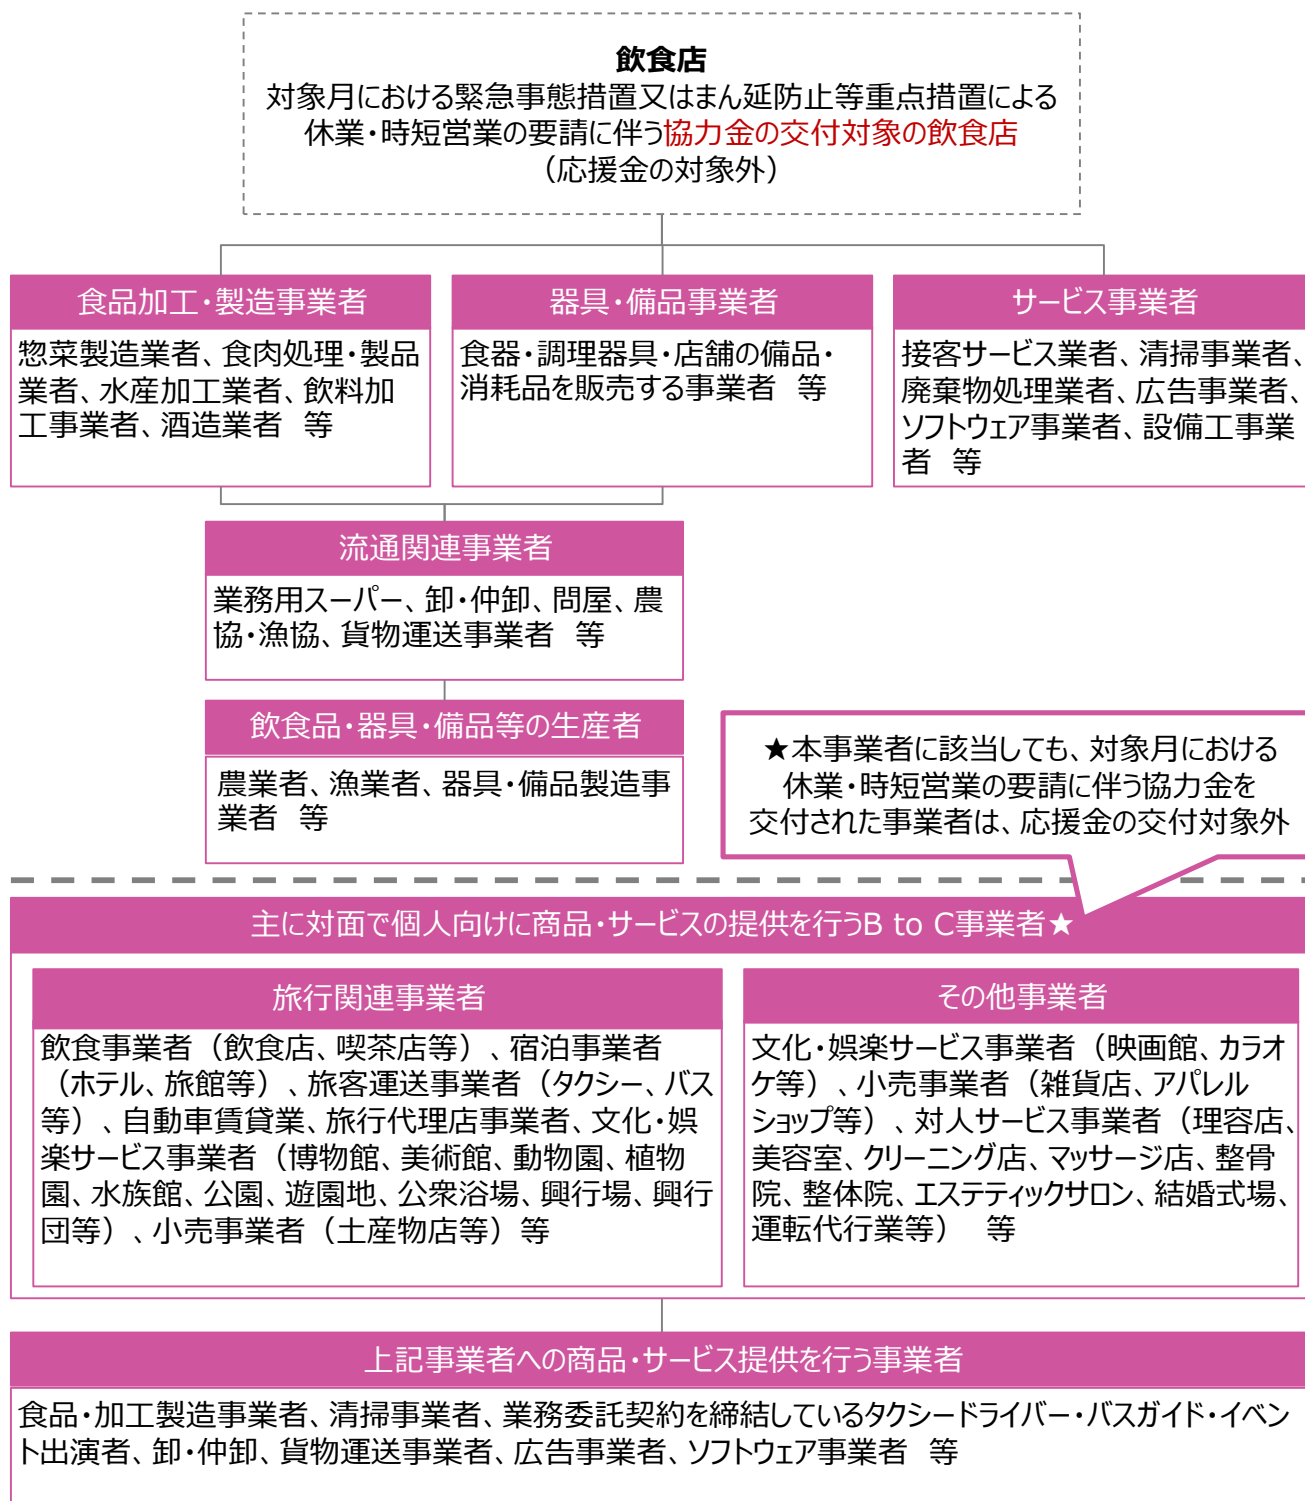 飲食店
対象月における緊急事態措置又はまん延防止等重点措置による
休業・時短営業の要請に伴う協力金の交付対象の飲食店
（応援金の対象外）
食品加工・製造事業者
惣菜製造業者、食肉処理・製品
業者、水産加工業者、飲料加
工事業者、酒造業者　等
器具・備品事業者
食器・調理器具・店舗の備品・
消耗品を販売する事業者　等
サービス事業者
接客サービス業者、清掃事業者、
廃棄物処理業者、広告事業者、
ソフトウェア事業者、設備工事業
者　等
流通関連事業者
業務用スーパー、卸・仲卸、問屋、農
協・漁協、貨物運送事業者　等
飲食品・器具・備品等の生産者
農業者、漁業者、器具・備品製造事
業者　等
★本事業者に該当しても、対象月における
休業・時短営業の要請に伴う協力金を
交付された事業者は、応援金の交付対象外
主に対面で個人向けに商品・サービスの提供を行うB to C事業者★
旅行関連事業者
飲食事業者（飲食店、喫茶店等）、宿泊事業者
（ホテル、旅館等）、旅客運送事業者（タクシー、バス
等）、自動車賃貸業、旅行代理店事業者、文化・娯
楽サービス事業者（博物館、美術館、動物園、植物
園、水族館、公園、遊園地、公衆浴場、興行場、興行
団等）、小売事業者（土産物店等）等
その他事業者
文化・娯楽サービス事業者（映画館、カラオ
ケ等）、小売事業者（雑貨店、アパレル
ショップ等）、対人サービス事業者（理容店、
美容室、クリーニング店、マッサージ店、整骨
院、整体院、エステティックサロン、結婚式場、
運転代行業等）　等
上記事業者への商品・サービス提供を行う事業者
食品・加工製造事業者、清掃事業者、業務委託契約を締結しているタクシードライバー・バスガイド・イベン
ト出演者、卸・仲卸、貨物運送事業者、広告事業者、ソフトウェア事業者　等